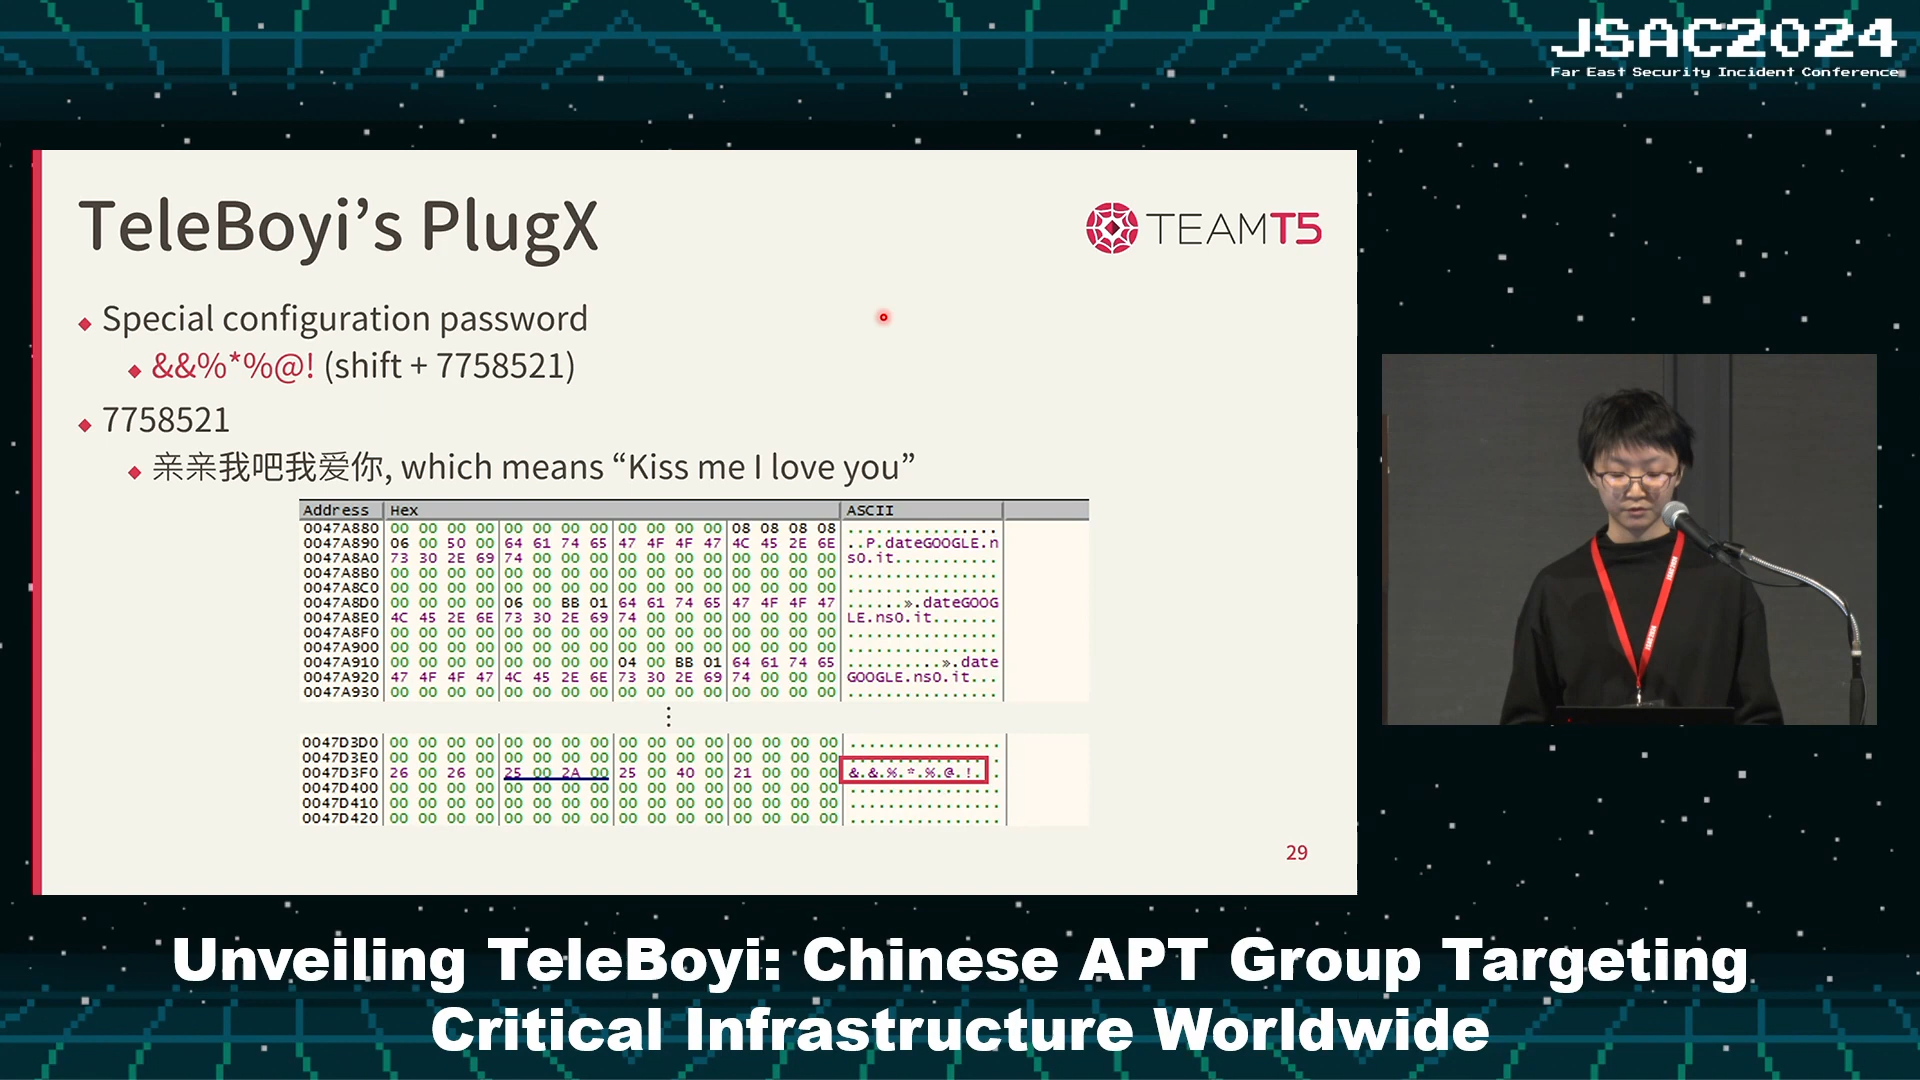 JSAC2024
Far East Security Incident Conference
TeleBoyi’s PlugX
TEAMT5
Special configuration password
&&%*%@! (shift + 7758521)
7758521
亲亲我吧我爱你, which means “Kiss me I love you”
Address Hex ASCII
0047A880 00 00 00 00 00 00 00 00 00 00 00 00 08 08 08 08 ................
0047A890 06 00 50 00 64 61 74 65 47 4F 4F 47 4C 45 2E 6E ..P.dateGOOGLE.n
0047A8A0 73 30 2E 69 74 00 00 00 00 00 00 00 00 00 00 00 s0.it...........
0047A8B0 00 00 00 00 00 00 00 00 00 00 00 00 00 00 00 00 ................
0047A8C0 00 00 00 00 00 00 00 00 00 00 00 00 00 00 00 00 ................
0047A8D0 00 00 00 00 06 00 BB 01 64 61 74 65 47 4F 4F 47 ......».dateGOOG
0047A8E0 4C 45 2E 6E 73 30 2E 69 74 00 00 00 00 00 00 00 LE.ns0.it.......
0047A8F0 00 00 00 00 00 00 00 00 00 00 00 00 00 00 00 00 ................
0047A900 00 00 00 00 00 00 00 00 00 00 00 00 00 00 00 00 ................
0047A910 00 00 00 00 00 00 00 00 04 00 BB 01 64 61 74 65 ..........».date
0047A920 47 4F 4F 47 4C 45 2E 6E 73 30 2E 69 74 00 00 00 GOOGLE.ns0.it...
0047A930 00 00 00 00 00 00 00 00 00 00 00 00 00 00 00 00 ................
⋮
0047D3D0 00 00 00 00 00 00 00 00 00 00 00 00 00 00 00 00 ................
0047D3E0 00 00 00 00 00 00 00 00 00 00 00 00 00 00 00 00 ................
0047D3F0 26 00 26 00 25 00 2A 00 25 00 40 00 21 00 00 00 &.&.%.*.%.@.!...
0047D400 00 00 00 00 00 00 00 00 00 00 00 00 00 00 00 00 ................
0047D410 00 00 00 00 00 00 00 00 00 00 00 00 00 00 00 00 ................
0047D420 00 00 00 00 00 00 00 00 00 00 00 00 00 00 00 00 ................
29
Unveiling TeleBoyi: Chinese APT Group Targeting
Critical Infrastructure Worldwide